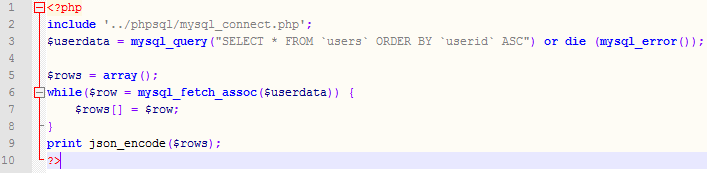 1 <?php
2 include '../phpsql/mysql_connect.php';
3 $userdata = mysql_query("SELECT * FROM `users` ORDER BY `userid` ASC") or die (mysql_error());
4
5 $rows = array();
6 while($row = mysql_fetch_assoc($userdata)) {
7 $rows[] = $row;
8 }
9 print json_encode($rows);
10 ?>